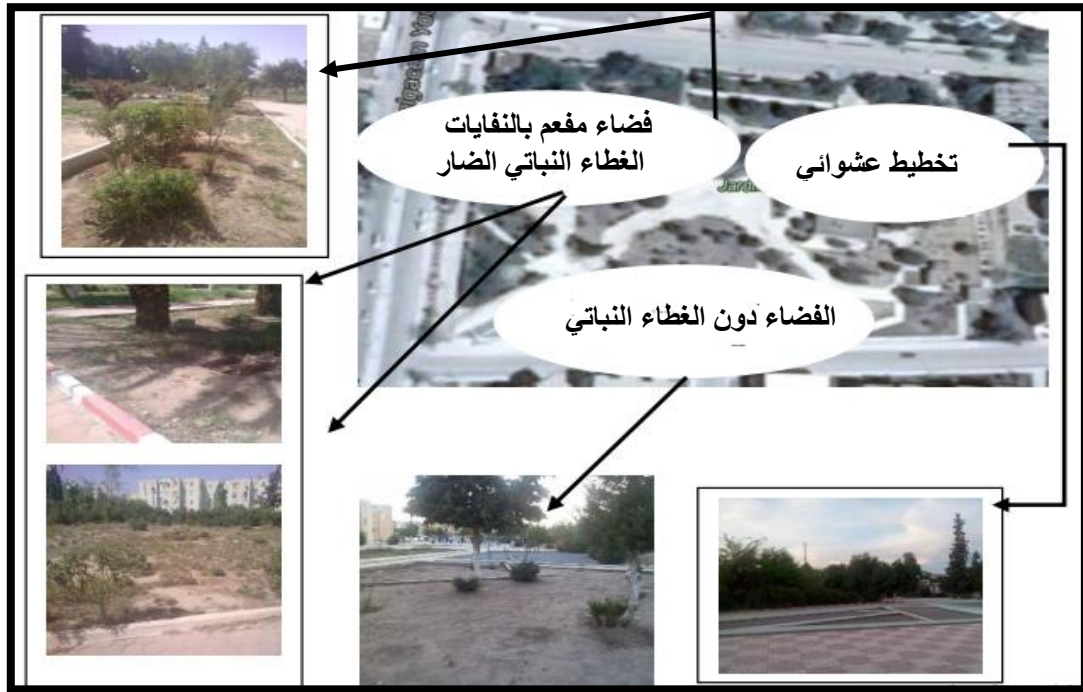 فضاء مفعم بالنفايات
الغطاء النباتي الضار
تخطيط عشوائي
الفضاء دون الغطاء النباتي